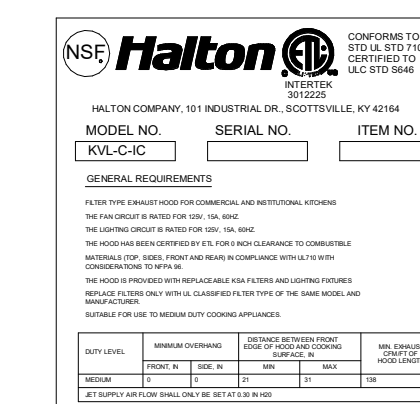 NSF
Halton
ETL
INTERTEK
3012225
CONFORMS TO
STD UL STD 710
CERTIFIED TO
ULC STD S646
HALTON COMPANY, 101 INDUSTRIAL DR., SCOTTSVILLE, KY 42164
MODEL NO. SERIAL NO. ITEM NO.
KVL-C-IC
GENERAL REQUIREMENTS
FILTER TYPE EXHAUST HOOD FOR COMMERCIAL AND INSTITUTIONAL KITCHENS
THE FAN CIRCUIT IS RATED FOR 125V, 15A, 60HZ.
THE LIGHTING CIRCUIT IS RATED FOR 125V, 15A, 60HZ.
THE HOOD HAS BEEN CERTIFIED BY ETL FOR 0 INCH CLEARANCE TO COMBUSTIBLE
MATERIALS (TOP, SIDES, FRONT AND REAR) IN COMPLIANCE WITH UL710 WITH
CONSIDERATIONS TO NFPA 96.
THE HOOD IS PROVIDED WITH REPLACEABLE KSA FILTERS AND LIGHTING FIXTURES
REPLACE FILTERS ONLY WITH UL CLASSIFIED FILTER TYPE OF THE SAME MODEL AND
MANUFACTURER.
SUITABLE FOR USE TO MEDIUM DUTY COOKING APPLIANCES.
DUTY LEVEL
MINIMUM OVERHANG
FRONT, IN SIDE, IN
DISTANCE BETWEEN FRONT
EDGE OF HOOD AND COOKING
SURFACE, IN
MIN MAX
MIN. EXHAUS
CFM/FT OF
HOOD LENGT
MEDIUM 0 0 21 31 138
JET SUPPLY AIR FLOW SHALL ONLY BE SET AT 0.30 IN H20